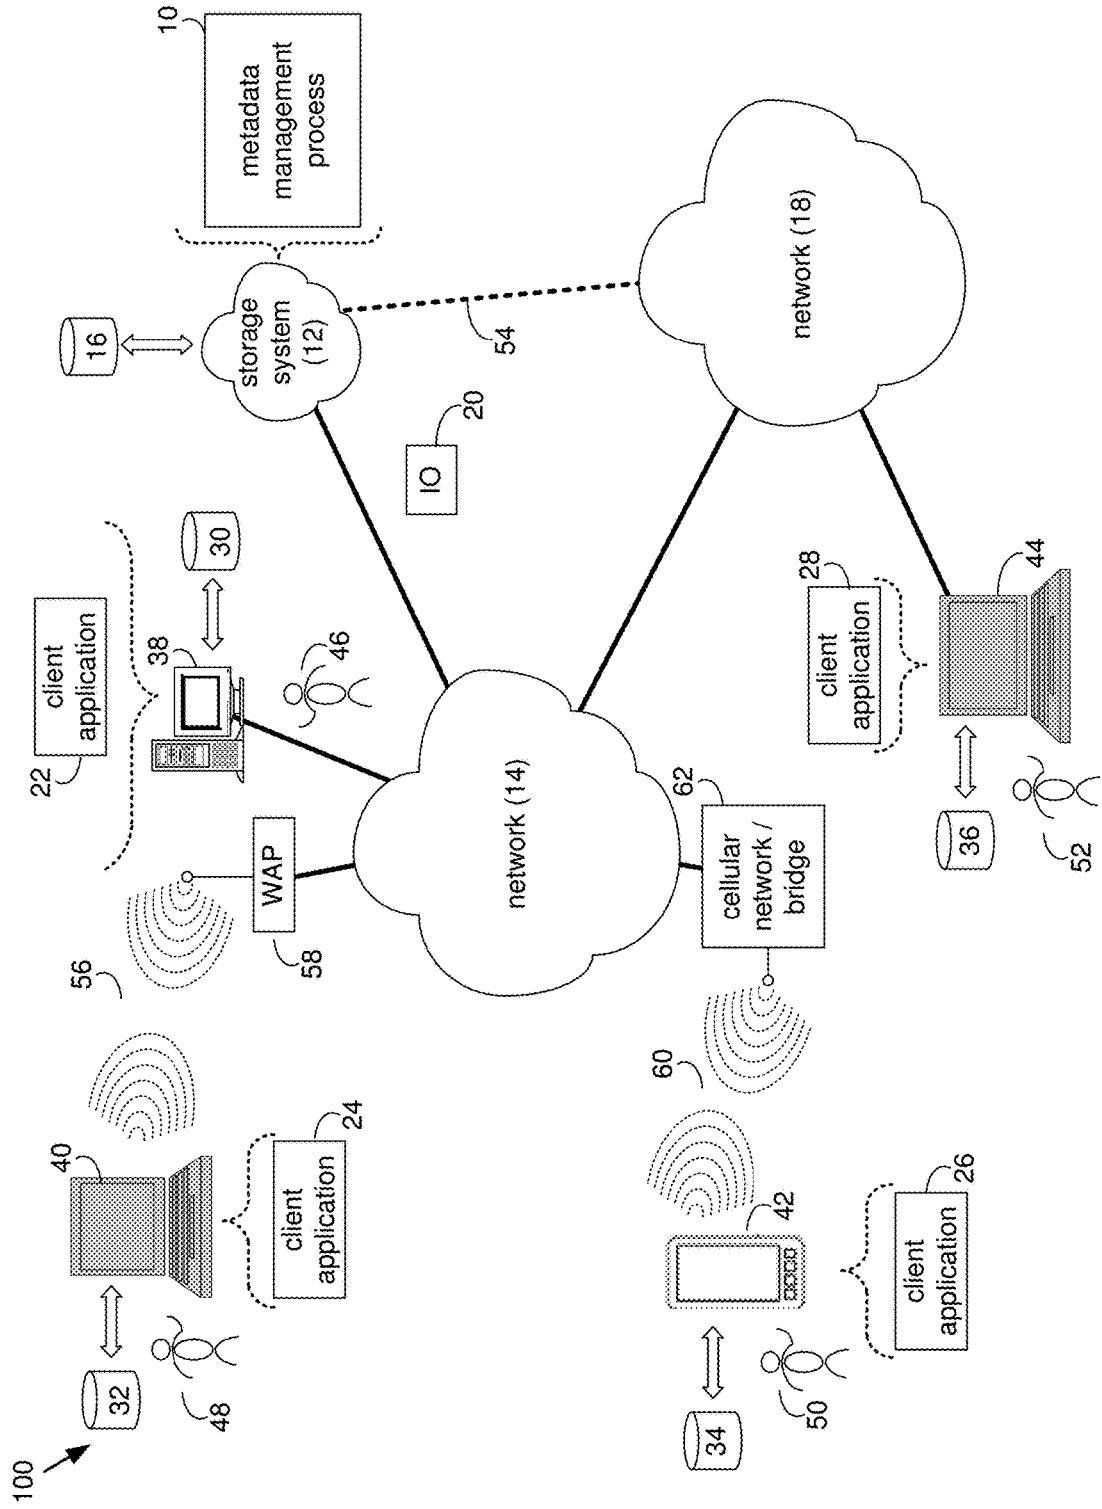 100
32
48
40
24
client
application
56
58
WAP
22
client
application
38
30
46
16
storage
system
(12)
10
metadata
management
process
IO
20
54
network (14)
network (18)
34
50
42
26
client
application
60
62
cellular
network /
bridge
28
client
application
44
36
52